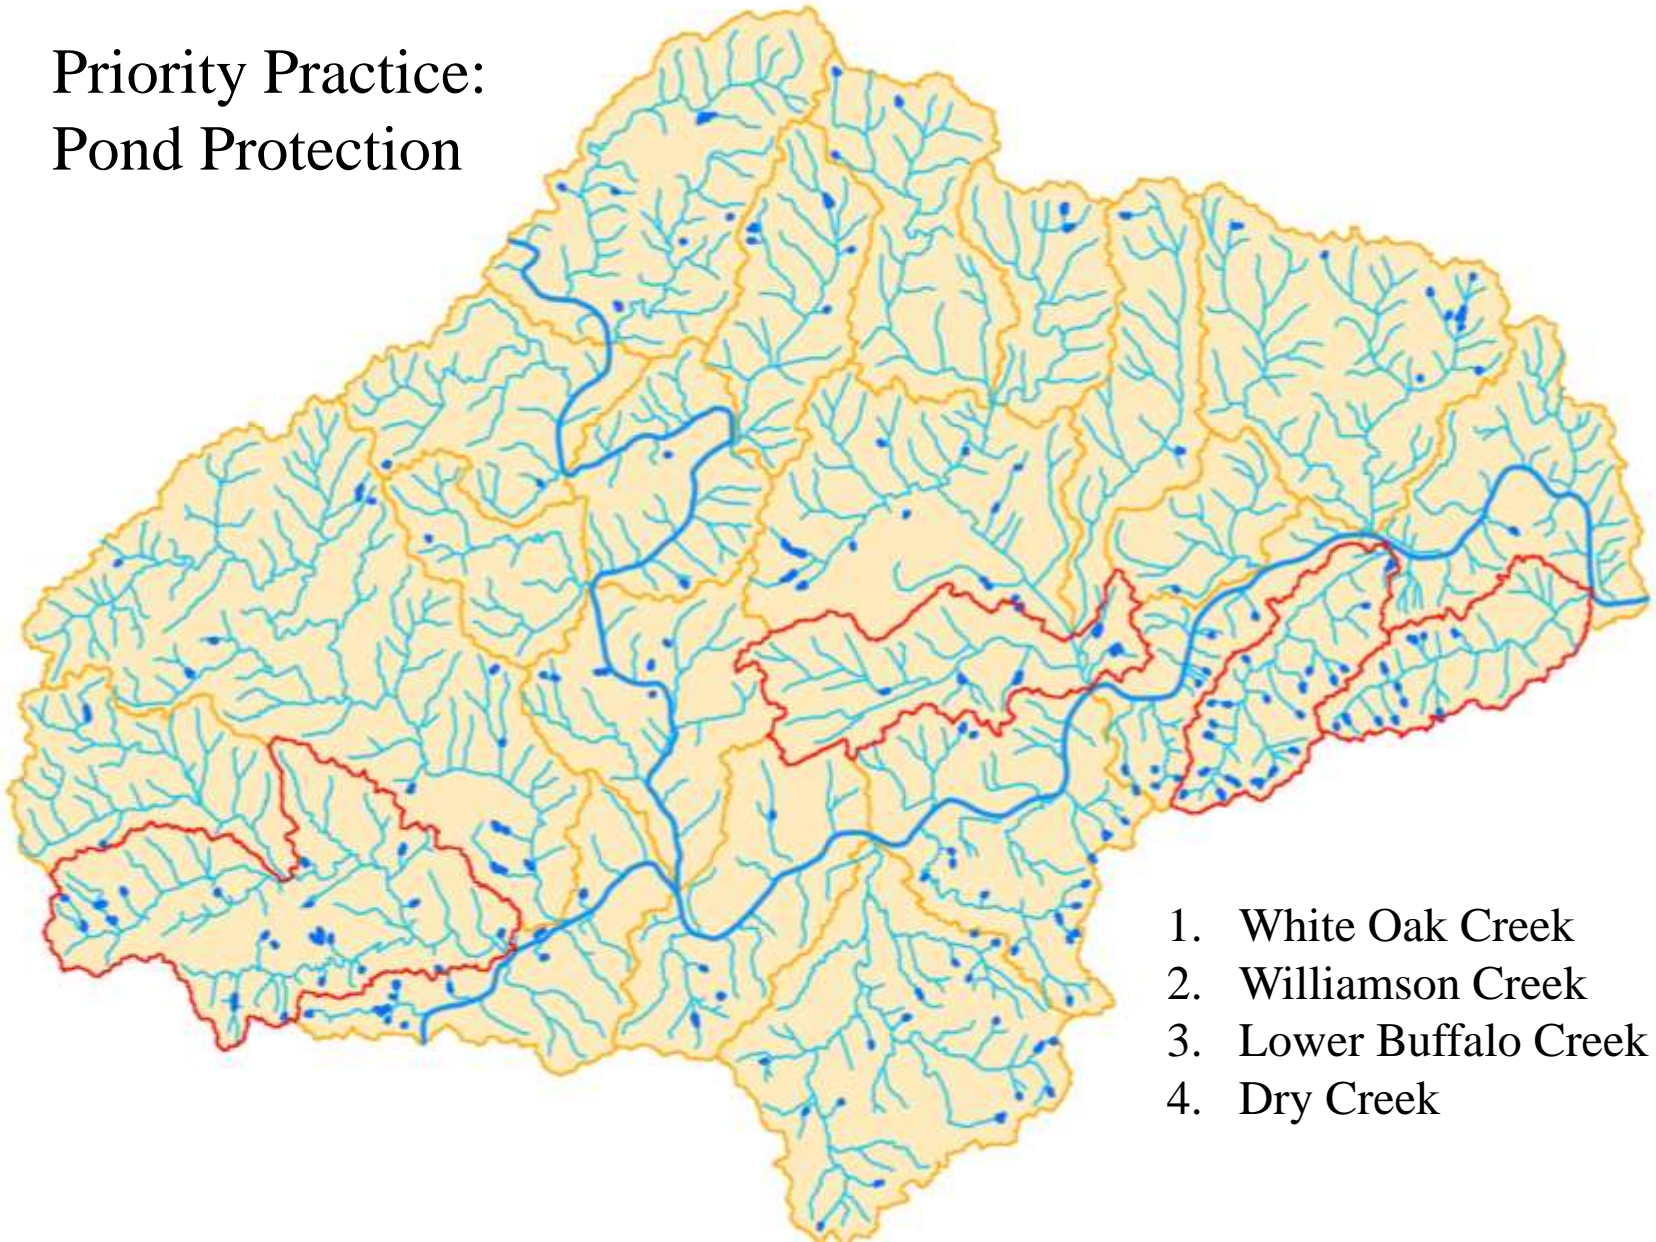 Priority Practice:
Pond Protection
1. White Oak Creek
2. Williamson Creek
3. Lower Buffalo Creek
4. Dry Creek